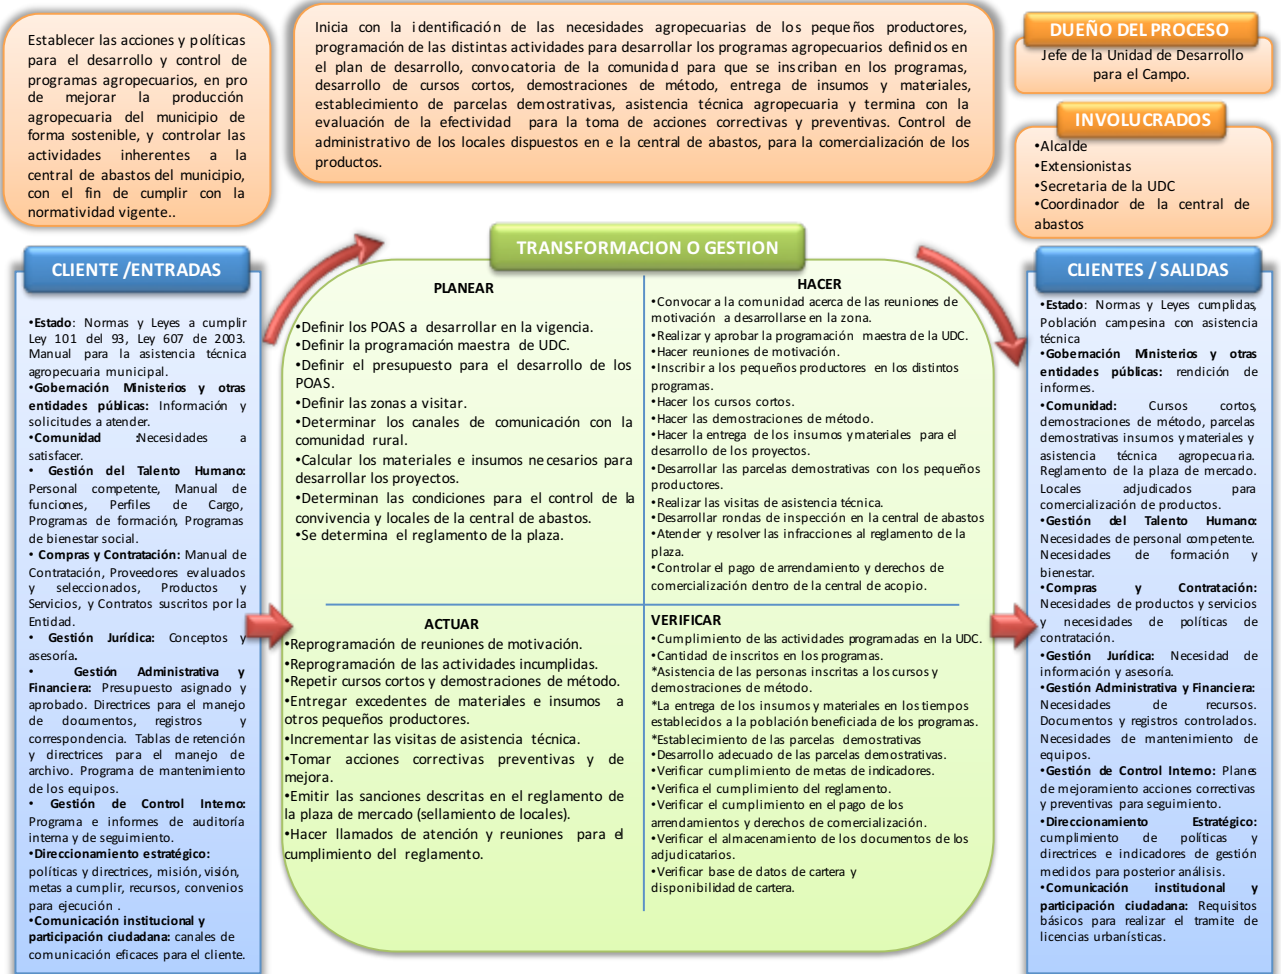 Establecer las acciones y políticas
para el desarrollo y control de
programas agropecuarios, en pro
de mejorar la producción
agropecuaria del municipio de
forma sostenible, y controlar las
actividades inherentes a la
central de abastos del municipio,
con el fin de cumplir con la
normatividad vigente..
Inicia con la identificación de las necesidades agropecuarias de los pequeños productores,
programación de las distintas actividades para desarrollar los programas agropecuarios definidos en
el plan de desarrollo, convocatoria de la comunidad para que se inscriban en los programas,
desarrollo de cursos cortos, demostraciones de método, entrega de insumos y materiales,
establecimiento de parcelas demostrativas, asistencia técnica agropecuaria y termina con la
evaluación de la efectividad para la toma de acciones correctivas y preventivas. Control de
administrativo de los locales dispuestos en e la central de abastos, para la comercialización de los
productos.
DUEÑO DEL PROCESO
Jefe de la Unidad de Desarrollo
para el Campo.
INVOLUCRADOS
•Alcalde
•Extensionistas
•Secretaria de la UDC
•Coordinador de la central de
abastos
CLIENTE /ENTRADAS
•Estado: Normas y Leyes a cumplir
Ley 101 del 93, Ley 607 de 2003.
Manual para la asistencia técnica
agropecuaria municipal.
•Gobernación Ministerios y otras
entidades públicas: Información y
solicitudes a atender.
•Comunidad :Necesidades a
satisfacer.
• Gestión del Talento Humano:
Personal competente, Manual de
funciones, Perfiles de Cargo,
Programas de formación, Programas
de bienestar social.
• Compras y Contratación: Manual de
Contratación, Proveedores evaluados
y seleccionados, Productos y
Servicios, y Contratos suscritos por la
Entidad.
• Gestión Jurídica: Conceptos y
asesoría.
• Gestión Administrativa y
Financiera: Presupuesto asignado y
aprobado. Directrices para el manejo
de documentos, registros y
correspondencia. Tablas de retención
y directrices para el manejo de
archivo. Programa de mantenimiento
de los equipos.
• Gestión de Control Interno:
Programa e informes de auditoría
interna y de seguimiento.
•Direccionamiento estratégico:
políticas y directrices, misión, visión,
metas a cumplir, recursos, convenios
para ejecución .
•Comunicación institucional y
participación ciudadana: canales de
comunicación eficaces para el cliente.
TRANSFORMACION O GESTION
PLANEAR
•Definir los POAS a desarrollar en la vigencia.
•Definir la programación maestra de UDC.
•Definir el presupuesto para el desarrollo de los
POAS.
•Definir las zonas a visitar.
•Determinar los canales de comunicación con la
comunidad rural.
•Calcular los materiales e insumos necesarios para
desarrollar los proyectos.
•Determinan las condiciones para el control de la
convivencia y locales de la central de abastos.
•Se determina el reglamento de la plaza.
HACER
•Convocar a la comunidad acerca de las reuniones de
motivación a desarrollarse en la zona.
•Realizar y aprobar la programación maestra de la UDC.
•Hacer reuniones de motivación.
•Inscribir a los pequeños productores en los distintos
programas.
•Hacer los cursos cortos.
•Hacer las demostraciones de método.
•Hacer la entrega de los insumos y materiales para el
desarrollo de los proyectos.
•Desarrollar las parcelas demostrativas con los pequeños
productores.
•Realizar las visitas de asistencia técnica.
•Desarrollar rondas de inspección en la central de abastos
•Atender y resolver las infracciones al reglamento de la
plaza.
•Controlar el pago de arrendamiento y derechos de
comercialización dentro de la central de acopio.
ACTUAR
•Reprogramación de reuniones de motivación.
•Reprogramación de las actividades incumplidas.
•Repetir cursos cortos y demostraciones de método.
•Entregar excedentes de materiales e insumos a
otros pequeños productores.
•Incrementar las visitas de asistencia técnica.
•Tomar acciones correctivas preventivas y de
mejora.
•Emitir las sanciones descritas en el reglamento de
la plaza de mercado (sellamiento de locales).
•Hacer llamados de atención y reuniones para el
cumplimiento del reglamento.
VERIFICAR
•Cumplimiento de las actividades programadas en la UDC.
•Cantidad de inscritos en los programas.
*Asistencia de las personas inscritas a los cursos y
demostraciones de método.
*La entrega de los insumos y materiales en los tiempos
establecidos a la población beneficiada de los programas.
*Establecimiento de las parcelas demostrativas
•Desarrollo adecuado de las parcelas demostrativas.
•Verificar cumplimiento de metas de indicadores.
•Verifica el cumplimiento del reglamento.
•Verificar el cumplimiento en el pago de los
arrendamientos y derechos de comercialización.
•Verificar el almacenamiento de los documentos de los
adjudicatarios.
•Verificar base de datos de cartera y
disponibilidad de cartera.
CLIENTES / SALIDAS
•Estado: Normas y Leyes cumplidas,
Población campesina con asistencia
técnica
•Gobernación Ministerios y otras
entidades públicas: rendición de
informes.
•Comunidad: Cursos cortos,
demostraciones de método, parcelas
demostrativas insumos y materiales y
asistencia técnica agropecuaria.
Reglamento de la plaza de mercado.
Locales adjudicados para
comercialización de productos.
•Gestión del Talento Humano:
Necesidades de personal competente.
Necesidades de formación y
bienestar.
•Compras y Contratación:
Necesidades de productos y servicios
y necesidades de políticas de
contratación.
•Gestión Jurídica: Necesidad de
información y asesoría.
•Gestión Administrativa y Financiera:
Necesidades de recursos.
Documentos y registros controlados.
Necesidades de mantenimiento de
equipos.
•Gestión de Control Interno: Planes
de mejoramiento acciones correctivas
y preventivas para seguimiento.
•Direccionamiento Estratégico:
cumplimiento de políticas y
directrices e indicadores de gestión
medidos para posterior análisis.
•Comunicación institucional y
participación ciudadana: Requisitos
básicos para realizar el tramite de
licencias urbanísticas.